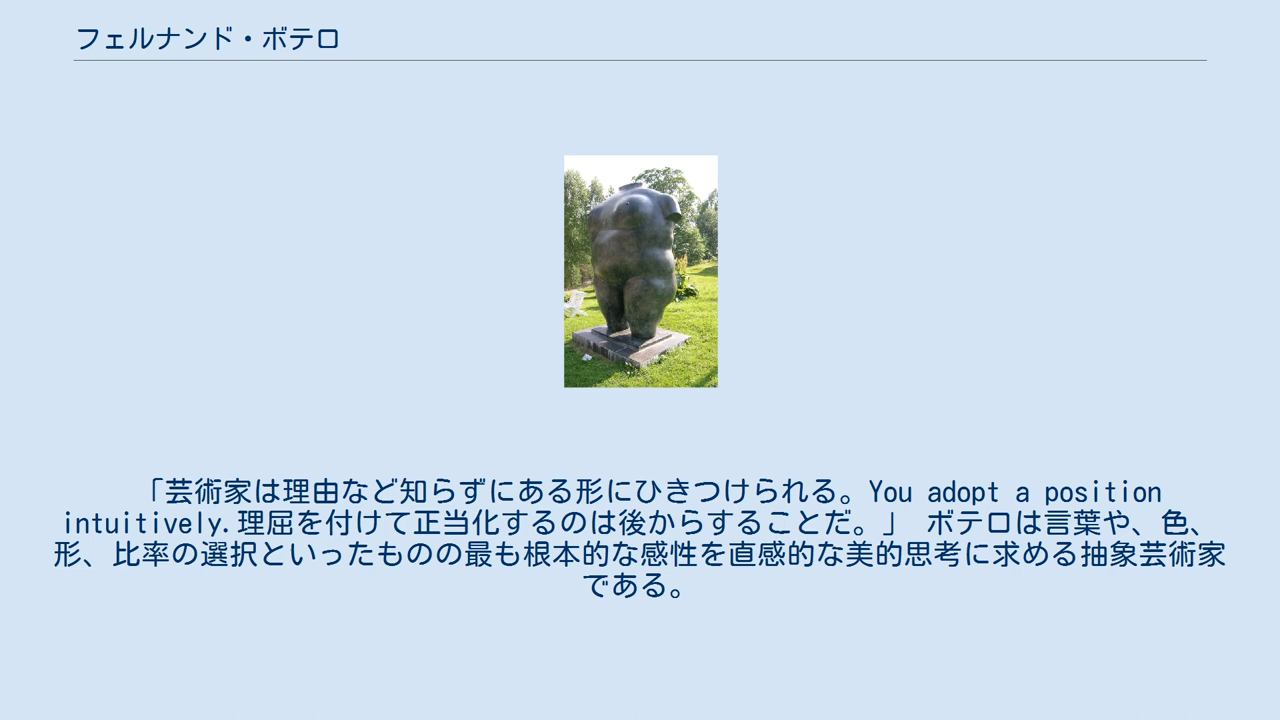 フェルナンド・ボテロ
「芸術家は理由など知らずにある形にひきつけられる。You adopt a position
intuitively.理屈を付けて正当化するのは後からすることだ。」 ボテロは言葉や、色、
形、比率の選択といったものの最も根本的な感性を直感的な美的思考に求める抽象芸術家
である。